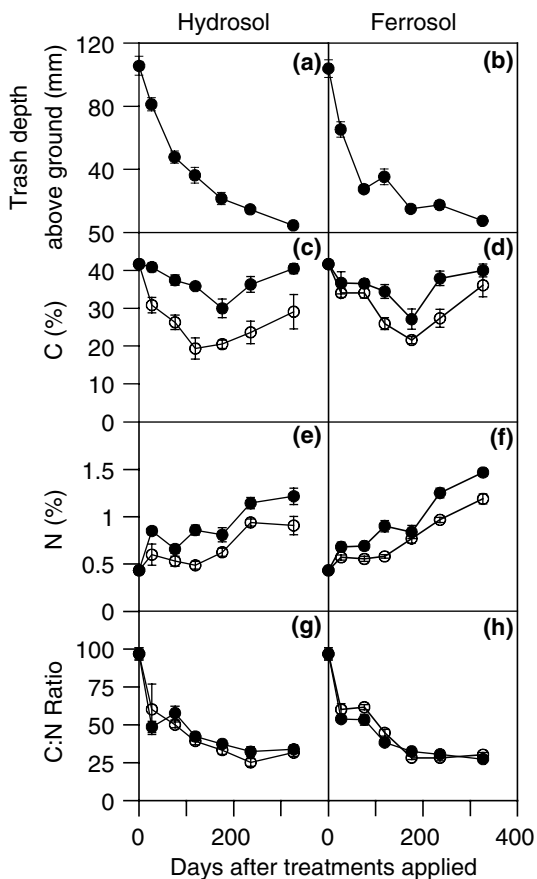 Hydrosol Ferrosol
Trash depth
above ground (mm)
120
80
40
(a) (b)
C (%)
50
40
30
20
10
0
(c) (d)
N (%)
1.5
1
0.5
0
(e) (f)
C:N Ratio
100
75
50
25
0
(g) (h)
0 200 0 200 400
Days after treatments applied